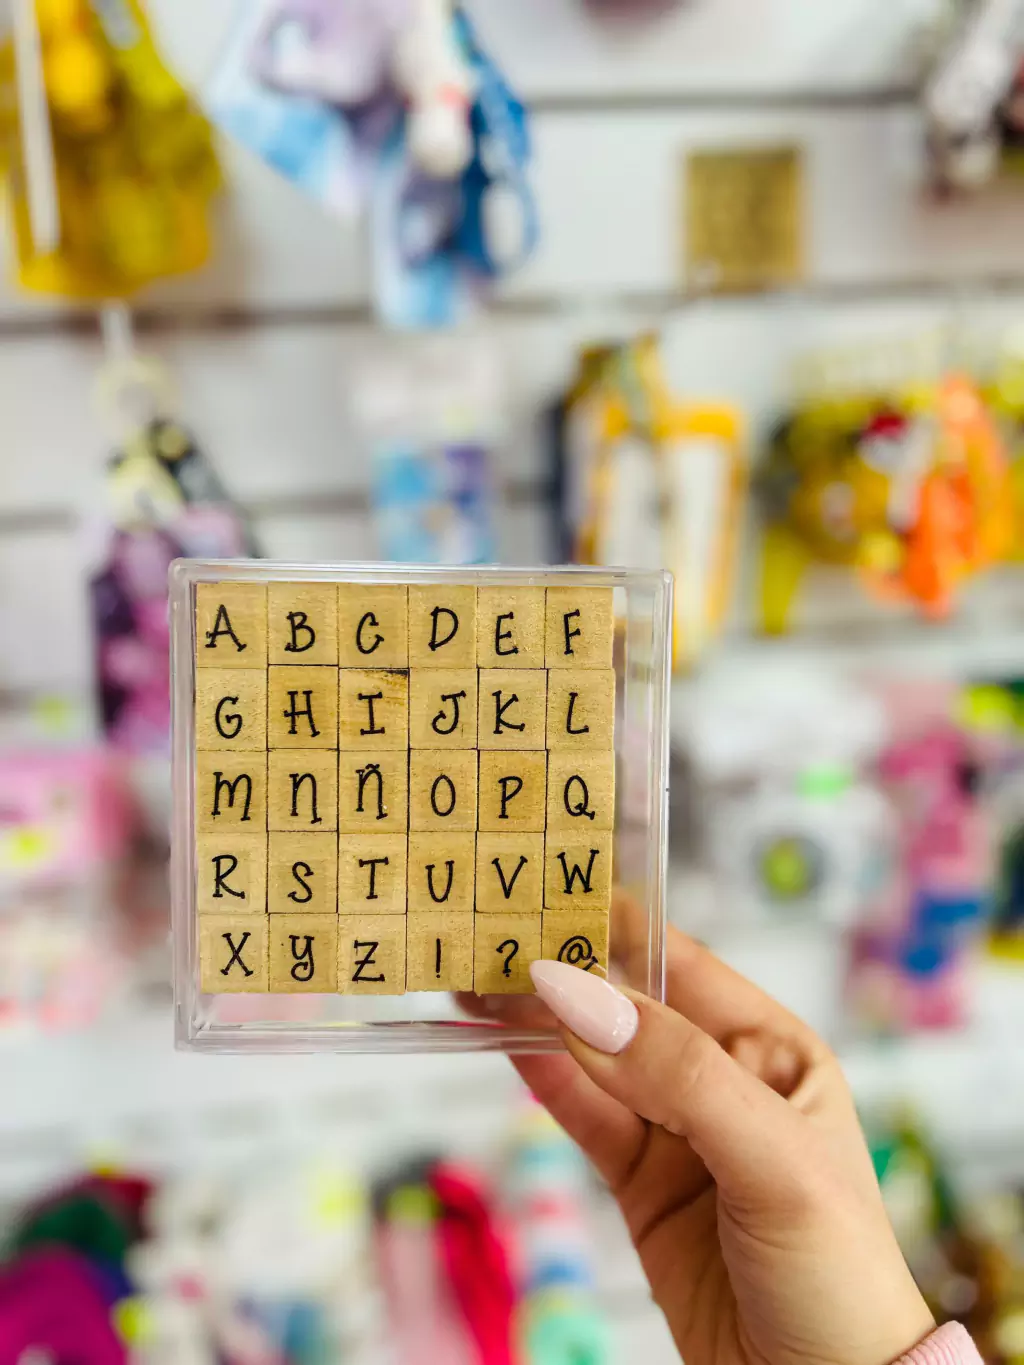 A B C D E F
G H I J K L
M N Ñ O P Q
R S T U V W
X Y Z ! ? @